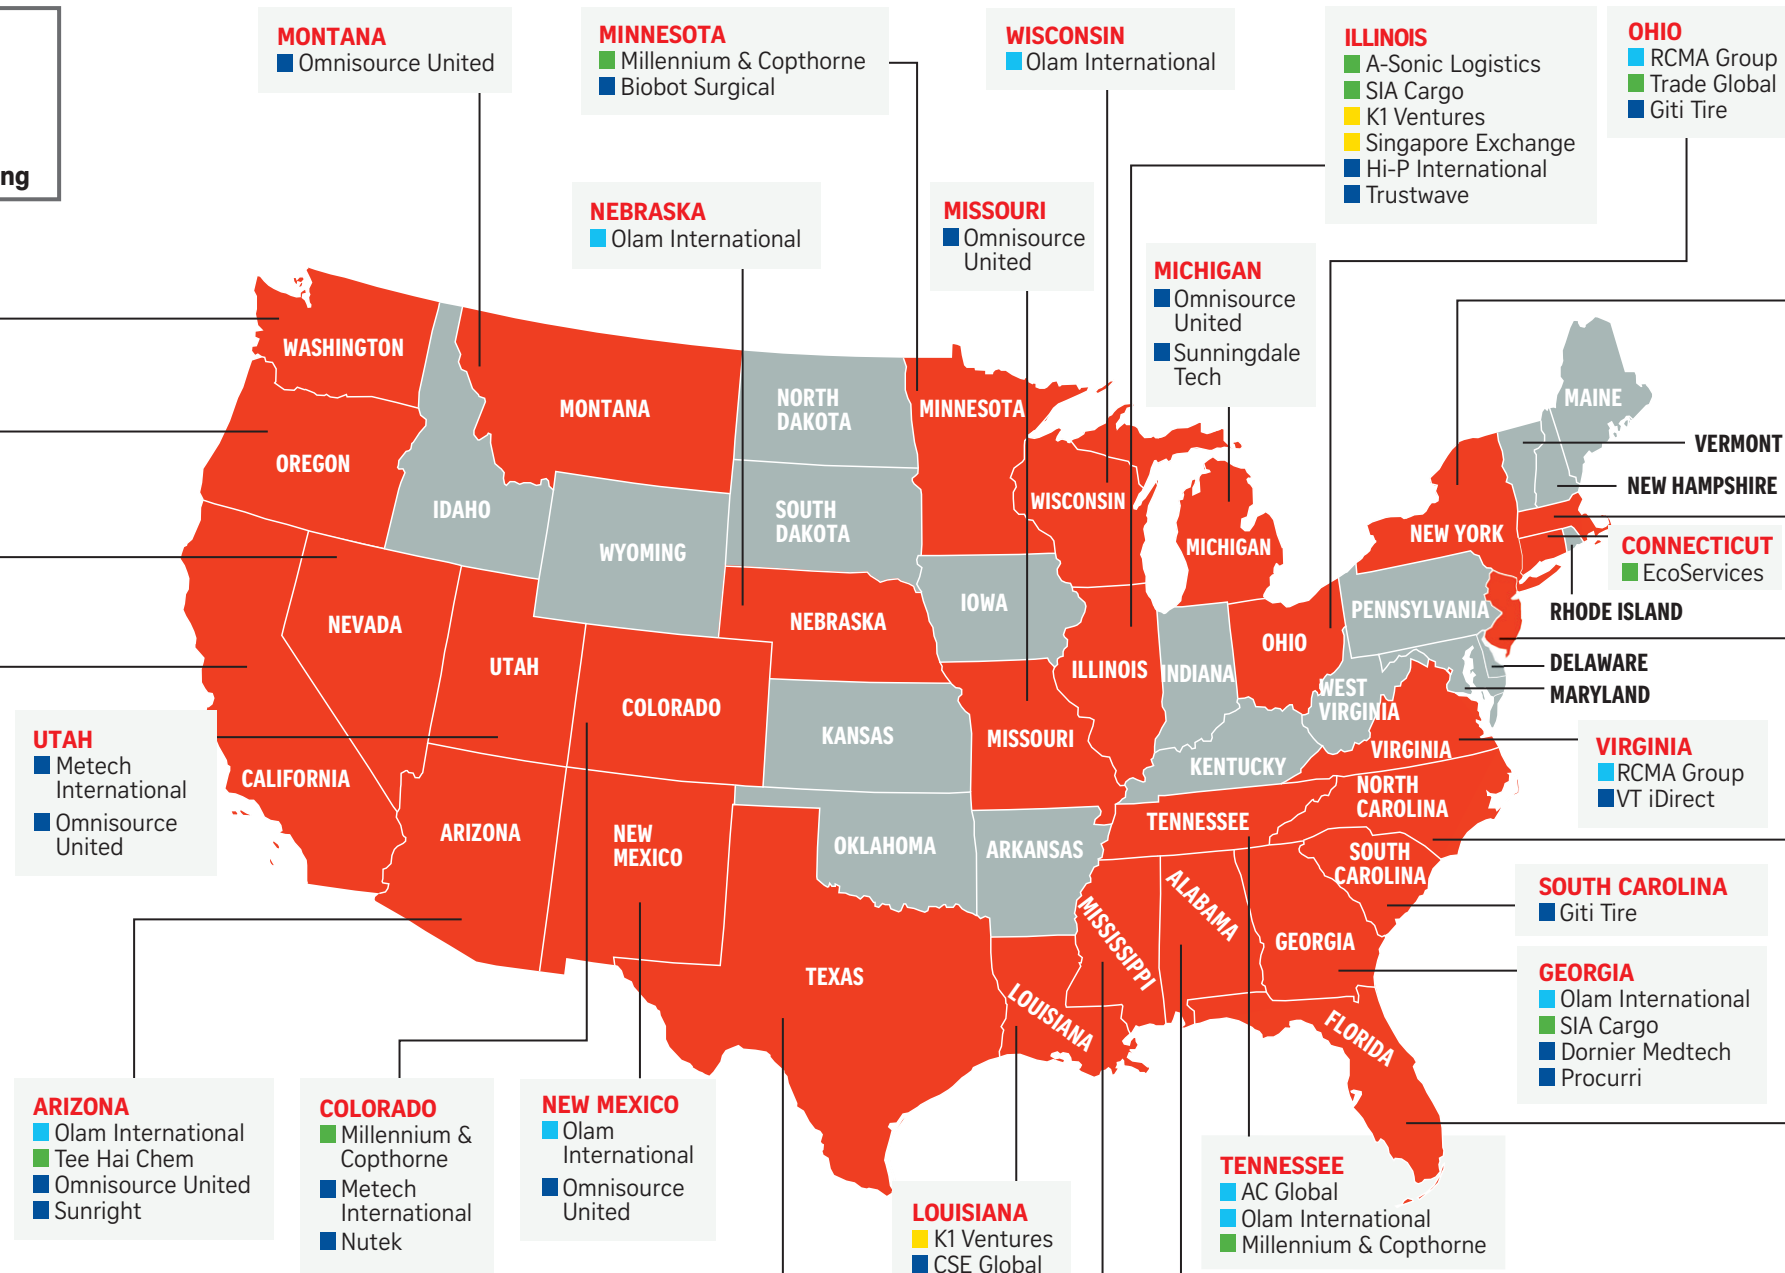 ng
MONTANA
Omnisource United
MINNESOTA
Millennium & Copthorne
Biobot Surgical
WISCONSIN
Olam International
ILLINOIS
A-Sonic Logistics
SIA Cargo
K1 Ventures
Singapore Exchange
Hi-P International
Trustwave
OHIO
RCMA Group
Trade Global
Giti Tire
NEBRASKA
Olam International
MISSOURI
Omnisource
United
MICHIGAN
Omnisource
United
Sunningdale
Tech
WASHINGTON
MONTANA
NORTH
DAKOTA
MINNESOTA
MAINE
VERMONT
OREGON
IDAHO
WYOMING
SOUTH
DAKOTA
WISCONSIN
MICHIGAN
NEW YORK
NEW HAMPSHIRE
CONNECTICUT
EcoServices
RHODE ISLAND
NEVADA
UTAH
COLORADO
NEBRASKA
IOWA
ILLINOIS
INDIANA
OHIO
PENNSYLVANIA
DELAWARE
MARYLAND
WEST
VIRGINIA
VIRGINIA
KANSAS
MISSOURI
KENTUCKY
CALIFORNIA
ARIZONA
NEW
MEXICO
OKLAHOMA
ARKANSAS
TENNESSEE
NORTH
CAROLINA
SOUTH
CAROLINA
TEXAS
LOUISIANA
MISSISSIPPI
ALABAMA
GEORGIA
FLORIDA
UTAH
Metech
International
Omnisource
United
VIRGINIA
RCMA Group
VT iDirect
SOUTH CAROLINA
Giti Tire
GEORGIA
Olam International
SIA Cargo
Dornier Medtech
Procurri
ARIZONA
Olam International
Tee Hai Chem
Omnisource United
Sunright
COLORADO
Millennium &
Copthorne
Metech
International
Nutek
NEW MEXICO
Olam
International
Omnisource
United
LOUISIANA
K1 Ventures
CSE Global
TENNESSEE
AC Global
Olam International
Millennium & Copthorne